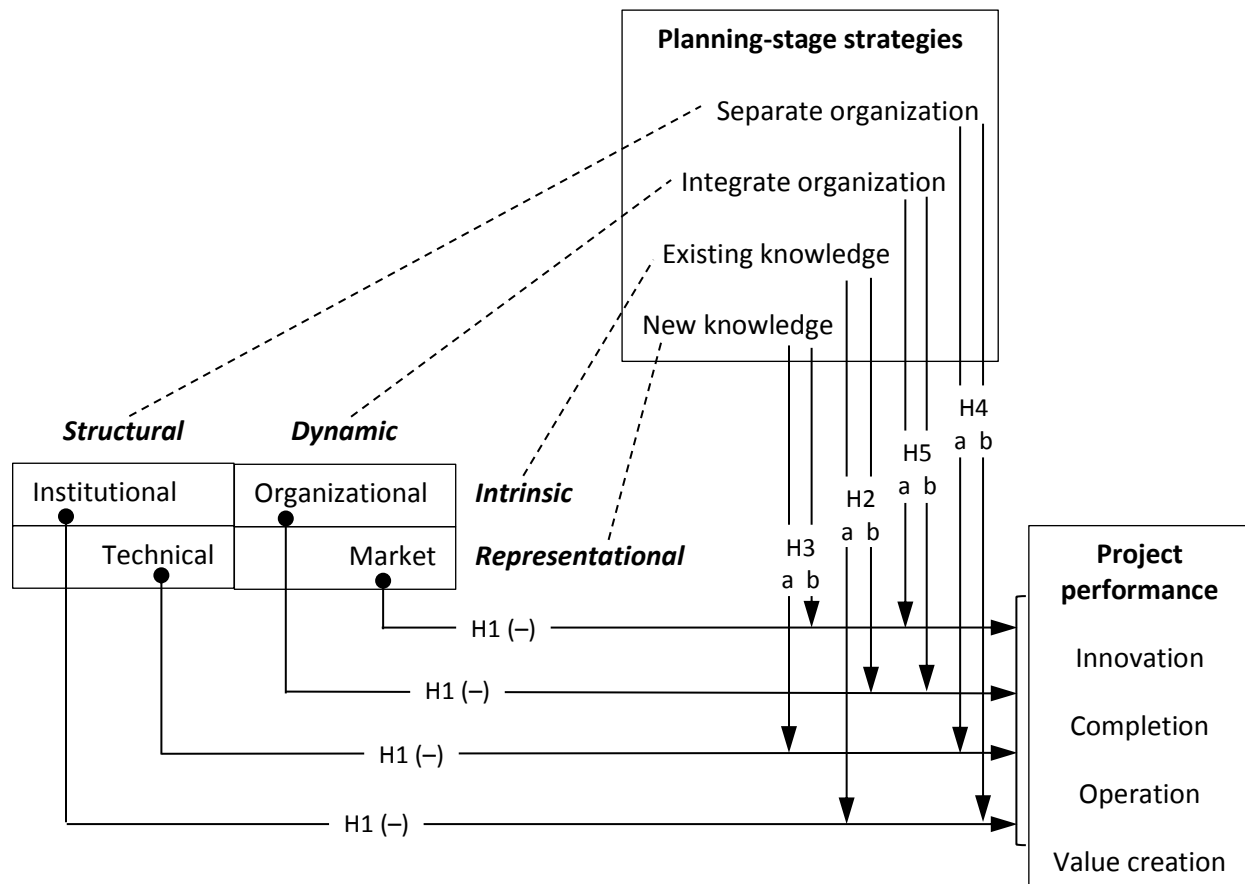 Planning-stage strategies
Separate organization
Integrate organization
Existing knowledge
New knowledge
Structural
Dynamic
Institutional
Organizational
Intrinsic
Technical
Market
Representational
H4
a b
H5
a b
H2
a b
H3
a b
Project
performance
Innovation
Completion
Operation
Value creation
H1 (–)
H1 (–)
H1 (–)
H1 (–)